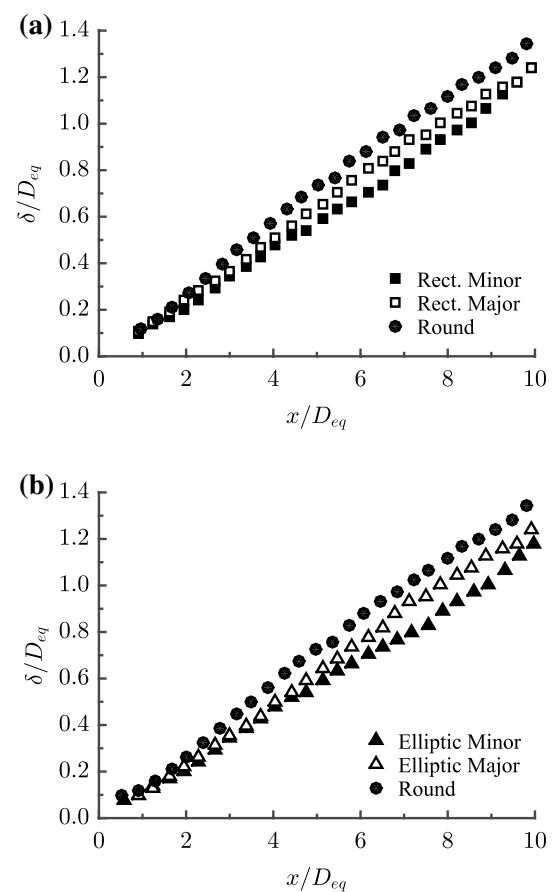 (a)
1.4
1.2
1.0
0.8
0.6
0.4
0.2
0.0
δ/D_eq
Rect. Minor
Rect. Major
Round
0 2 4 6 8 10
x/D_eq
(b)
1.4
1.2
1.0
0.8
0.6
0.4
0.2
0.0
δ/D_eq
Elliptic Minor
Elliptic Major
Round
0 2 4 6 8 10
x/D_eq